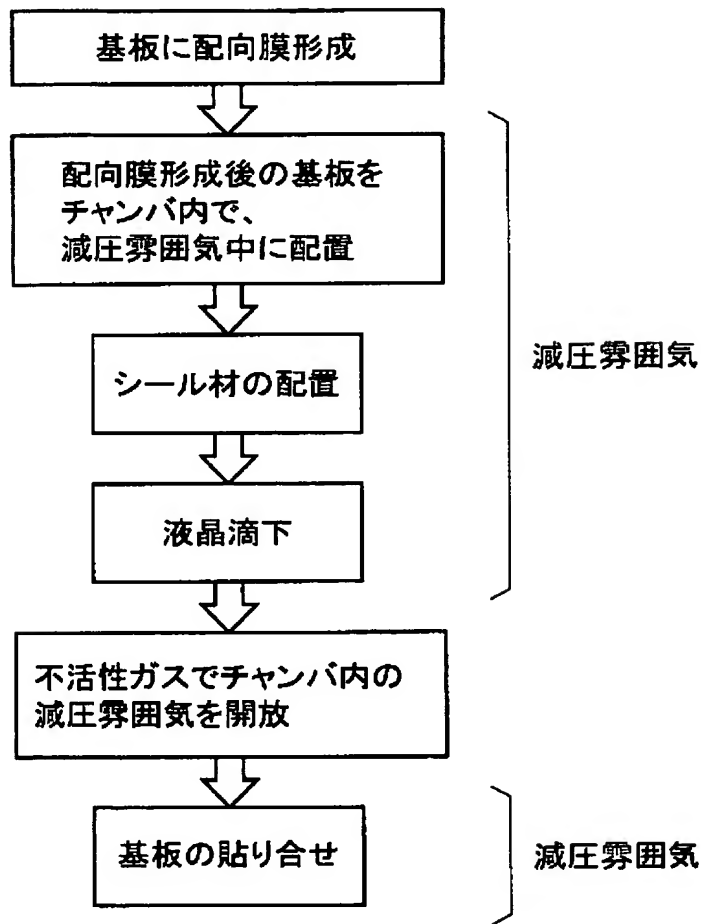 基板に配向膜形成
配向膜形成後の基板を
チャンバ内で、
減圧雰囲気中に配置
シール材の配置
減圧雰囲気
液晶滴下
不活性ガスでチャンバ内の
減圧雰囲気を開放
基板の貼り合せ
減圧雰囲気